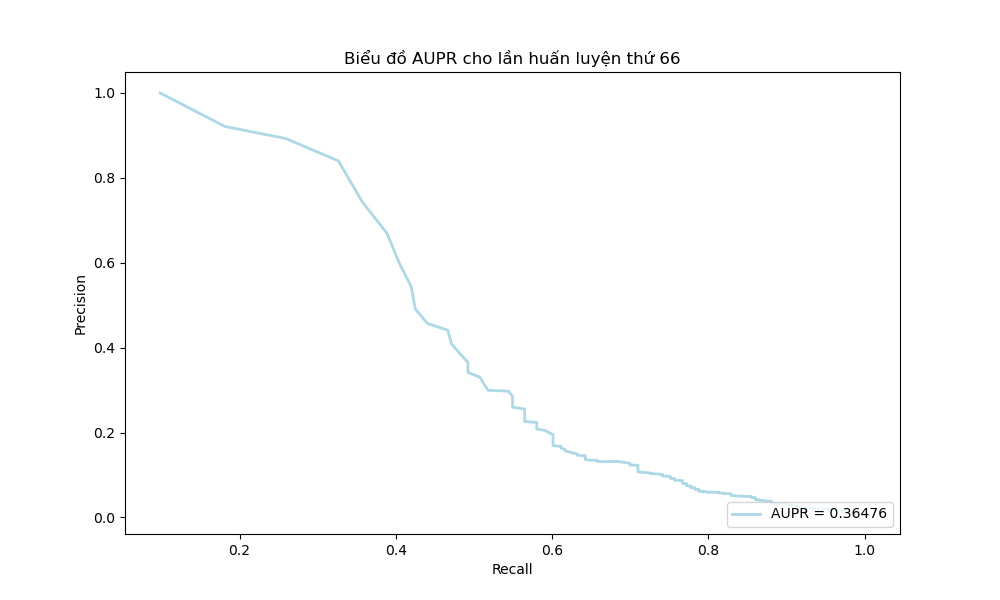 Biểu đồ AUPR cho lần huấn luyện thứ 66
1.0
0.8
0.6
0.4
0.2
0.0
Precision
0.2
0.4
0.6
0.8
1.0
Recall
AUPR = 0.36476